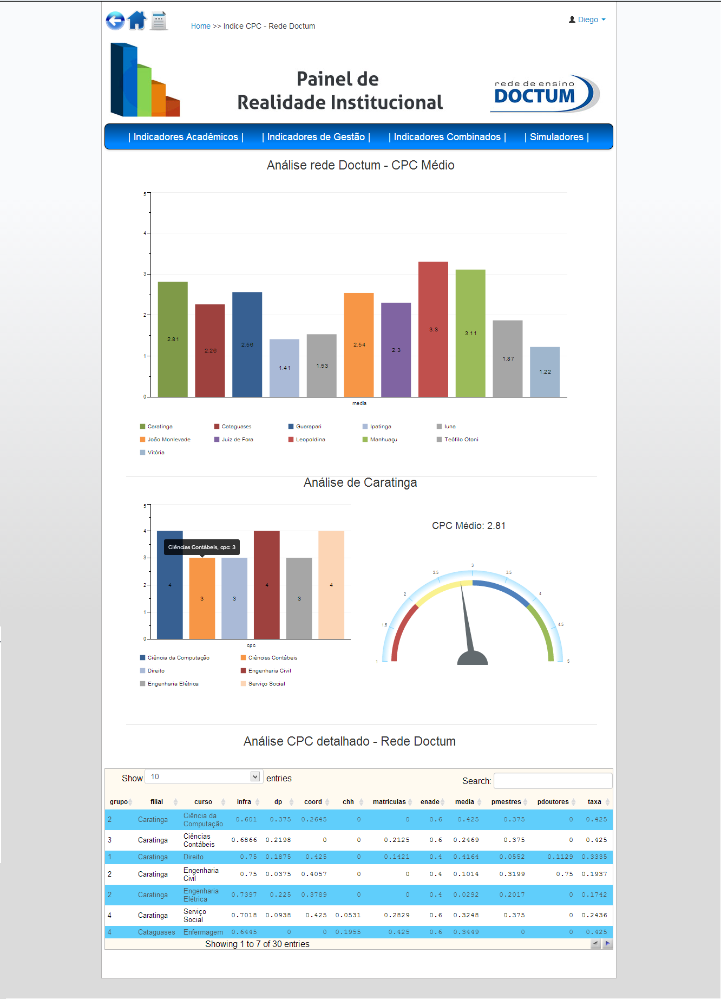 Home >> Indice CPC - Rede Doctum
Diego
Painel de
Realidade Institucional
rede de ensino
DOCTUM
| Indicadores Acadêmicos | | Indicadores de Gestão | | Indicadores Combinados | | Simuladores |
Análise rede Doctum - CPC Médio
5
4
3
2
1
0
2.81 2.26 2.56 1.41 1.53 2.54 2.3 3.3 3.11 1.87 1.22
media
Caratinga Cataguases Guarapari Ipatinga Iuna
João Monlevade Juiz de Fora Leopoldina Manhuaçu Teófilo Otoni
Vitória
Análise de Caratinga
5
4
3
2
1
0
Ciências Contábeis, cpc: 3
4 3 3 4 3 4
cpc
Ciência da Computação Ciências Contábeis
Direito Engenharia Civil
Engenharia Elétrica Serviço Social
CPC Médio: 2.81
1 1.5 2 2.5 3 3.5 4 4.5 5
Análise CPC detalhado - Rede Doctum
Show 10 entries
Search:
grupo filial curso infra dp coord chh matriculas enade media pmestres pdoutores taxa
2 Caratinga Ciência da Computação 0.601 0.375 0.2645 0 0 0.6 0.425 0.375 0 0.425
3 Caratinga Ciências Contábeis 0.6866 0.2198 0 0 0.2125 0.6 0.2469 0.375 0 0.425
1 Caratinga Direito 0.75 0.1875 0.425 0 0.1421 0.4 0.4164 0.0552 0.1129 0.3335
2 Caratinga Engenharia Civil 0.75 0.0375 0.4057 0 0 0.4 0.1014 0.3199 0.75 0.1937
2 Caratinga Engenharia Elétrica 0.7397 0.225 0.3789 0 0 0.4 0.0292 0.2017 0 0.1742
4 Caratinga Serviço Social 0.7018 0.0938 0.425 0.0531 0.2829 0.6 0.3248 0.375 0 0.2436
4 Cataguases Enfermagem 0.6445 0 0 0.1955 0.425 0.6 0.3449 0 0 0.425
Showing 1 to 7 of 30 entries